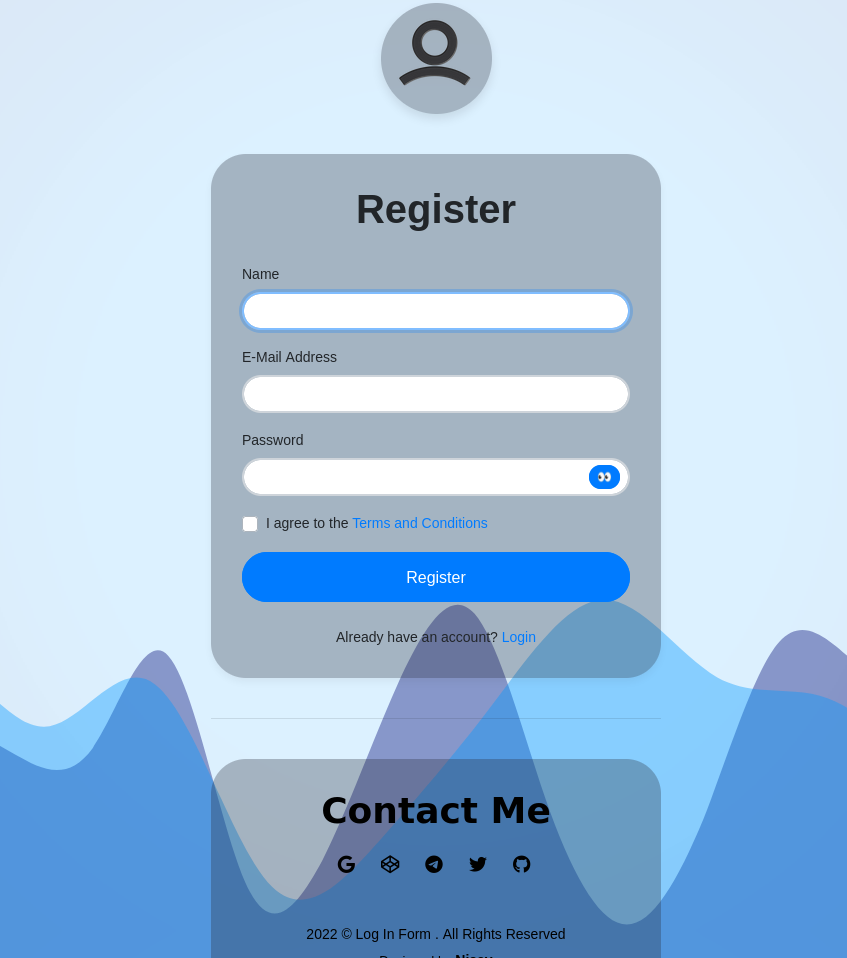 Register
Name
E-Mail Address
Password
I agree to the Terms and Conditions
Register
Already have an account? Login
Contact Me
2022 © Log In Form . All Rights Reserved